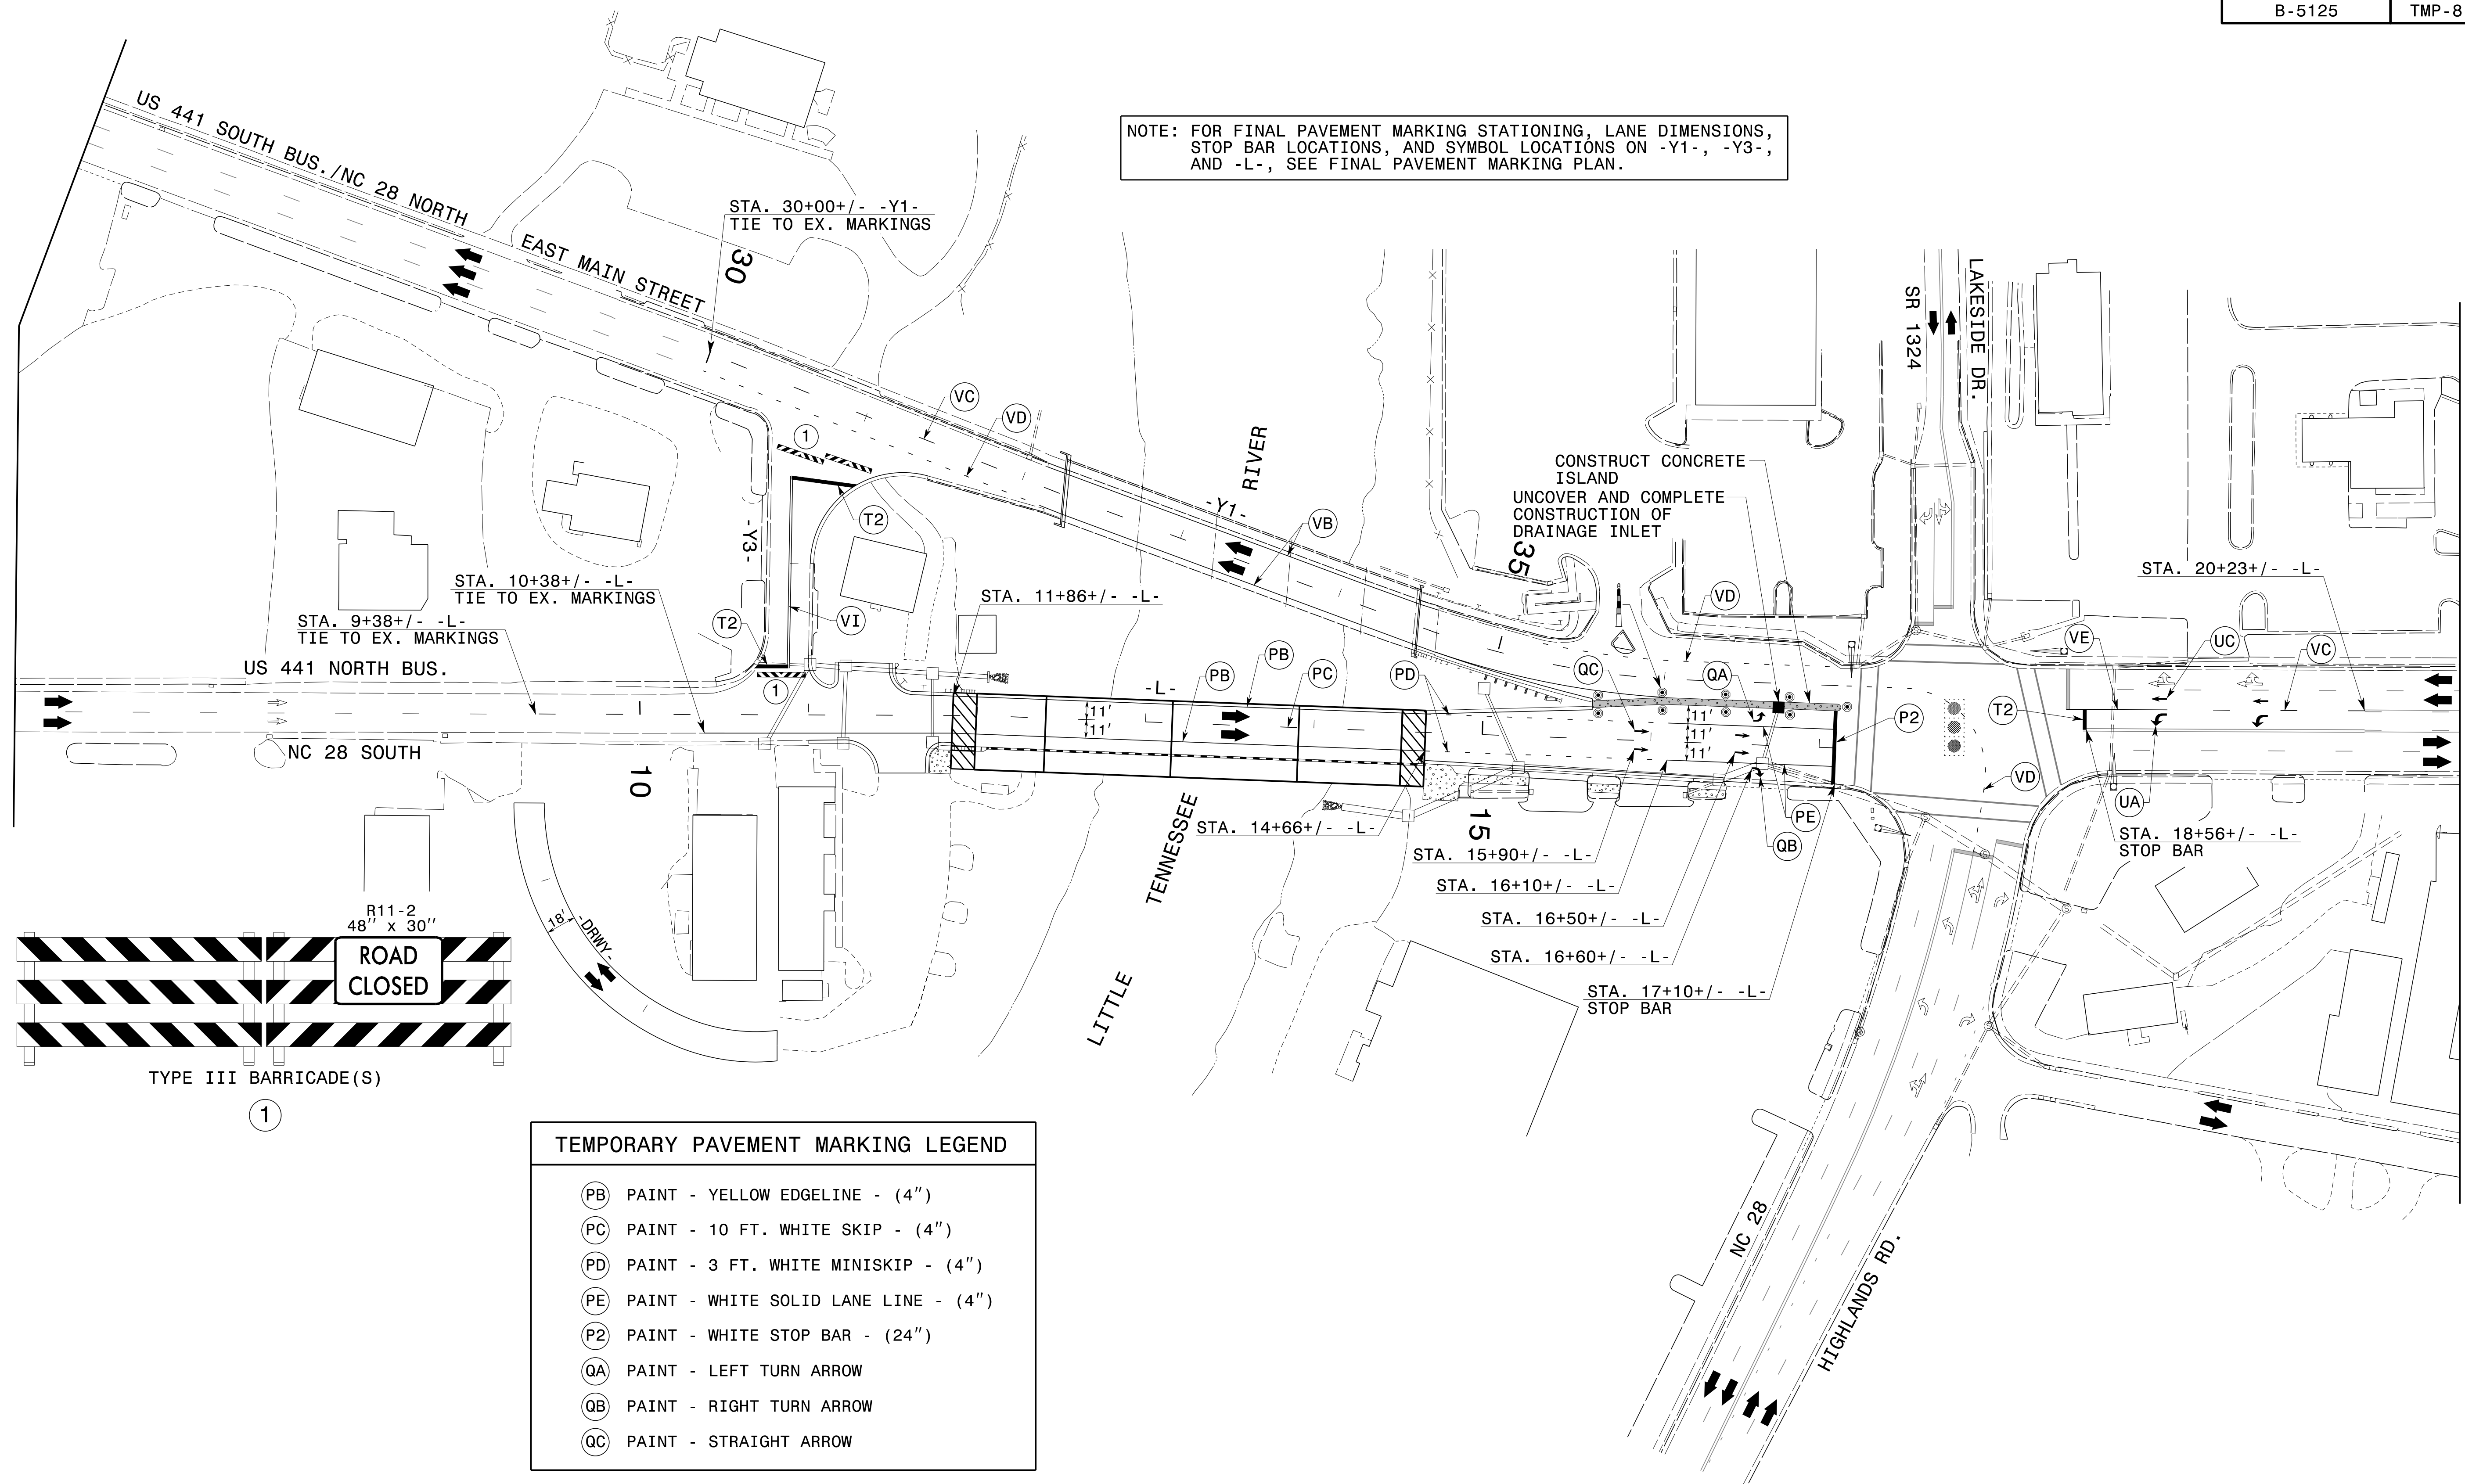 B-5125
TMP-8
US 441 SOUTH BUS./NC 28 NORTH
EAST MAIN STREET
STA. 30+00+/- -Y1-
TIE TO EX. MARKINGS
30
NOTE: FOR FINAL PAVEMENT MARKING STATIONING, LANE DIMENSIONS,
STOP BAR LOCATIONS, AND SYMBOL LOCATIONS ON -Y1-, -Y3-,
AND -L-, SEE FINAL PAVEMENT MARKING PLAN.
SR 1324
LAKESIDE DR.
VC
VD
1
T2
-Y3-
VI
T2
1
RIVER
-Y1-
VB
35
CONSTRUCT CONCRETE
ISLAND
UNCOVER AND COMPLETE
CONSTRUCTION OF
DRAINAGE INLET
VD
STA. 10+38+/- -L-
TIE TO EX. MARKINGS
STA. 9+38+/- -L-
TIE TO EX. MARKINGS
US 441 NORTH BUS.
NC 28 SOUTH
10
STA. 11+86+/- -L-
-L-
PB
PB
PC
PD
11'
11'
QC
QA
11'
11'
11'
P2
T2
VE
UC
VC
STA. 20+23+/- -L-
VD
UA
STA. 18+56+/- -L-
STOP BAR
PE
QB
15
STA. 14+66+/- -L-
STA. 15+90+/- -L-
STA. 16+10+/- -L-
STA. 16+50+/- -L-
STA. 16+60+/- -L-
STA. 17+10+/- -L-
STOP BAR
LITTLE TENNESSEE
18'
-DRWY-
R11-2
48" x 30"
ROAD
CLOSED
TYPE III BARRICADE(S)
1
NC 28
HIGHLANDS RD.
TEMPORARY PAVEMENT MARKING LEGEND
PB PAINT - YELLOW EDGELINE - (4")
PC PAINT - 10 FT. WHITE SKIP - (4")
PD PAINT - 3 FT. WHITE MINISKIP - (4")
PE PAINT - WHITE SOLID LANE LINE - (4")
P2 PAINT - WHITE STOP BAR - (24")
QA PAINT - LEFT TURN ARROW
QB PAINT - RIGHT TURN ARROW
QC PAINT - STRAIGHT ARROW